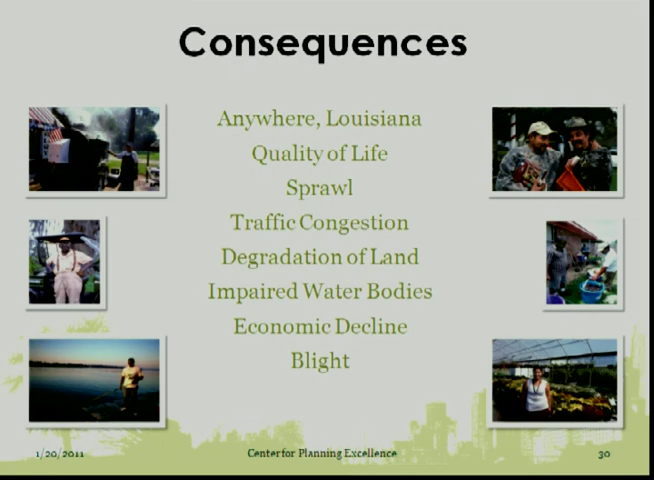 Consequences
Anywhere, Louisiana
Quality of Life
Sprawl
Traffic Congestion
Degradation of Land
Impaired Water Bodies
Economic Decline
Blight
1/20/2011
Center for Planning Excellence
30